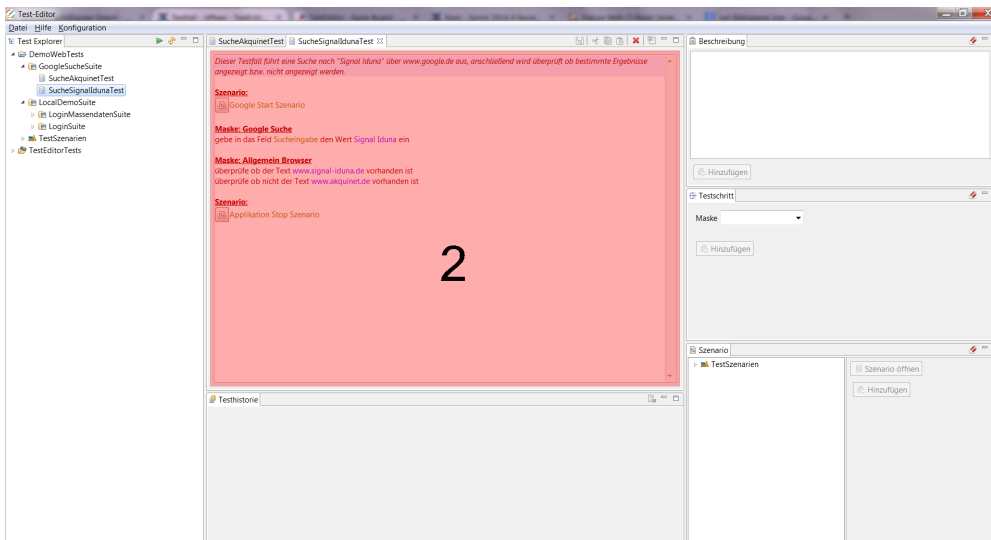 Test-Editor
Datei Hilfe Konfiguration
Test Explorer
DemoWebTests
GoogleSucheSuite
SucheAkquinetTest
SucheSignalIdunaTest
LocalDemoSuite
LoginMassendatenSuite
LoginSuite
TestSzenarien
TestEditorTests
SucheAkquinetTest SucheSignalIdunaTest
Dieser Testfall führt eine Suche nach "Signal Iduna" über www.google.de aus, anschließend wird überprüft ob bestimmte Ergebnisse
angezeigt bzw. nicht angezeigt werden.
Szenario:
Google Start Szenario
Maske: Google Suche
gebe in das Feld Sucheingabe den Wert Signal Iduna ein
Maske: Allgemein Browser
überprüfe ob der Text www.signal-iduna.de vorhanden ist
überprüfe ob nicht der Text www.akquinet.de vorhanden ist
Szenario:
Applikation Stop Szenario
2
Testhistorie
Beschreibung
Hinzufügen
Testschritt
Maske
Hinzufügen
Szenario
TestSzenarien
Szenario öffnen
Hinzufügen